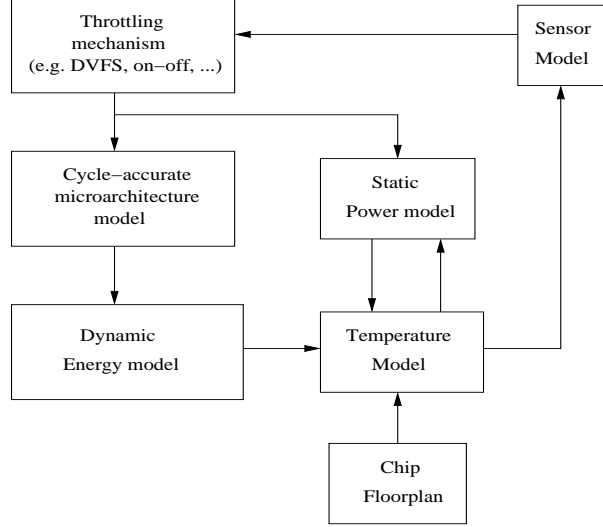 Throttling
mechanism
(e.g. DVFS, on−off, ...)
Sensor
Model
Cycle−accurate
microarchitecture
model
Static
Power model
Dynamic
Energy model
Temperature
Model
Chip
Floorplan